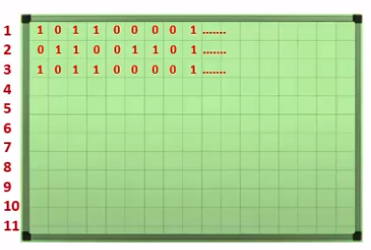 1 1 0 1 1 0 0 0 0 1 .......
2 0 1 1 0 0 1 1 0 1 .......
3 1 0 1 1 0 0 0 0 1 .......
4
5
6
7
8
9
10
11